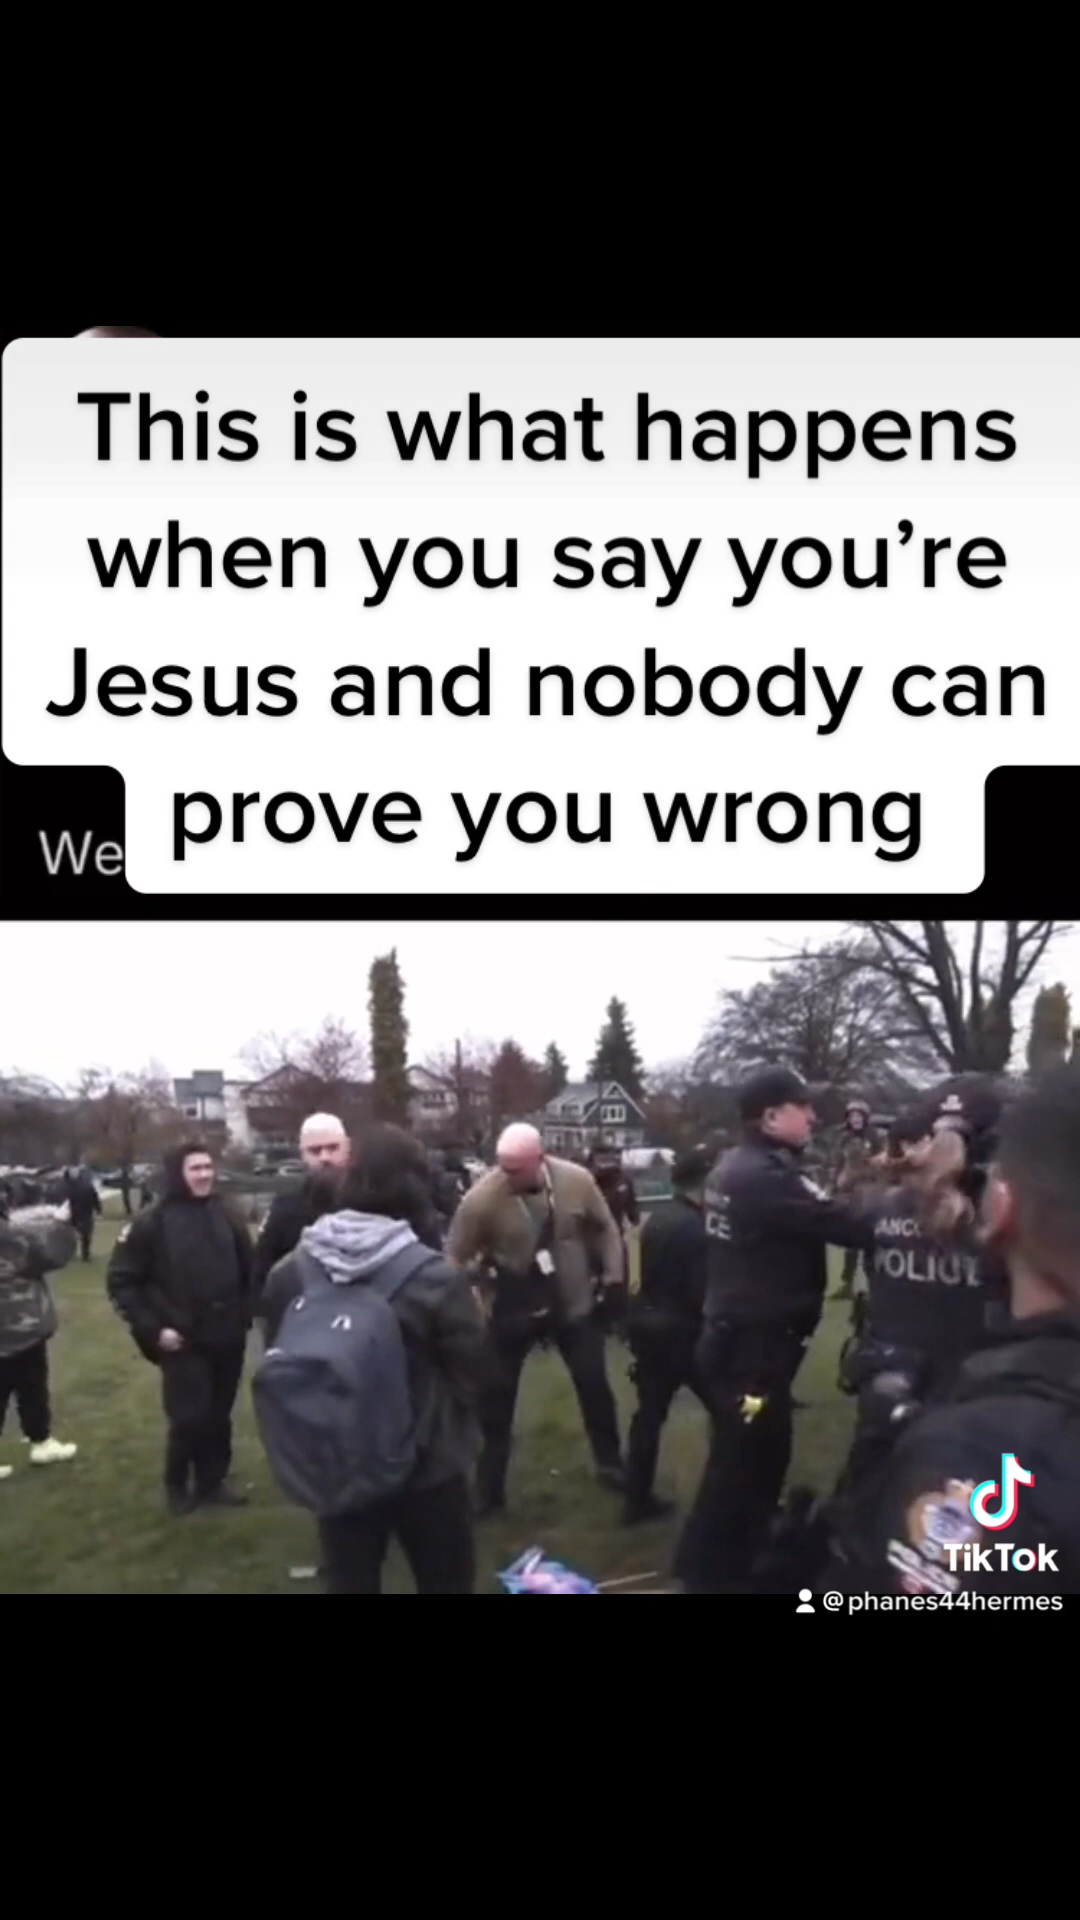 This is what happens
when you say you’re
Jesus and nobody can
prove you wrong
We
POLICE
TikTok
@phanes44hermes